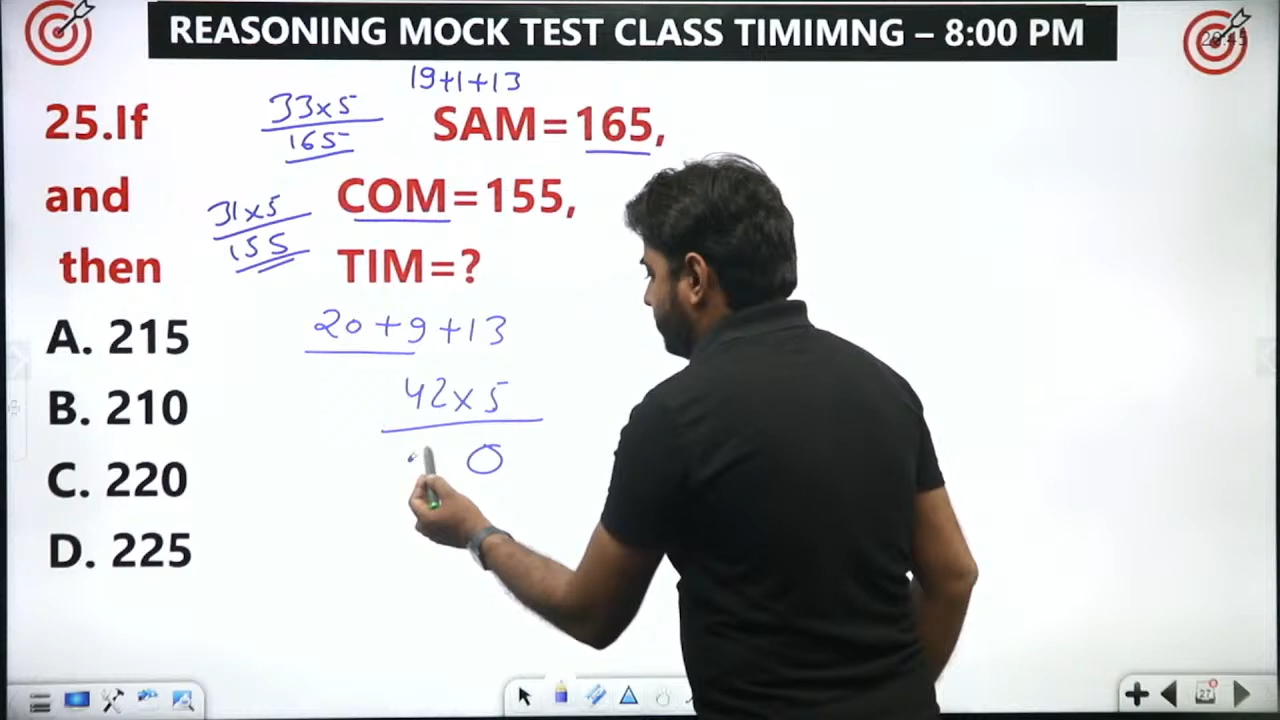 REASONING MOCK TEST CLASS TIMIMNG – 8:00 PM
19+1+13
25.If
33x5
SAM=165,
165
and
31x5
COM=155,
155
then
TIM=?
20+9+13
A. 215
42x5
B. 210
0
C. 220
D. 225
27